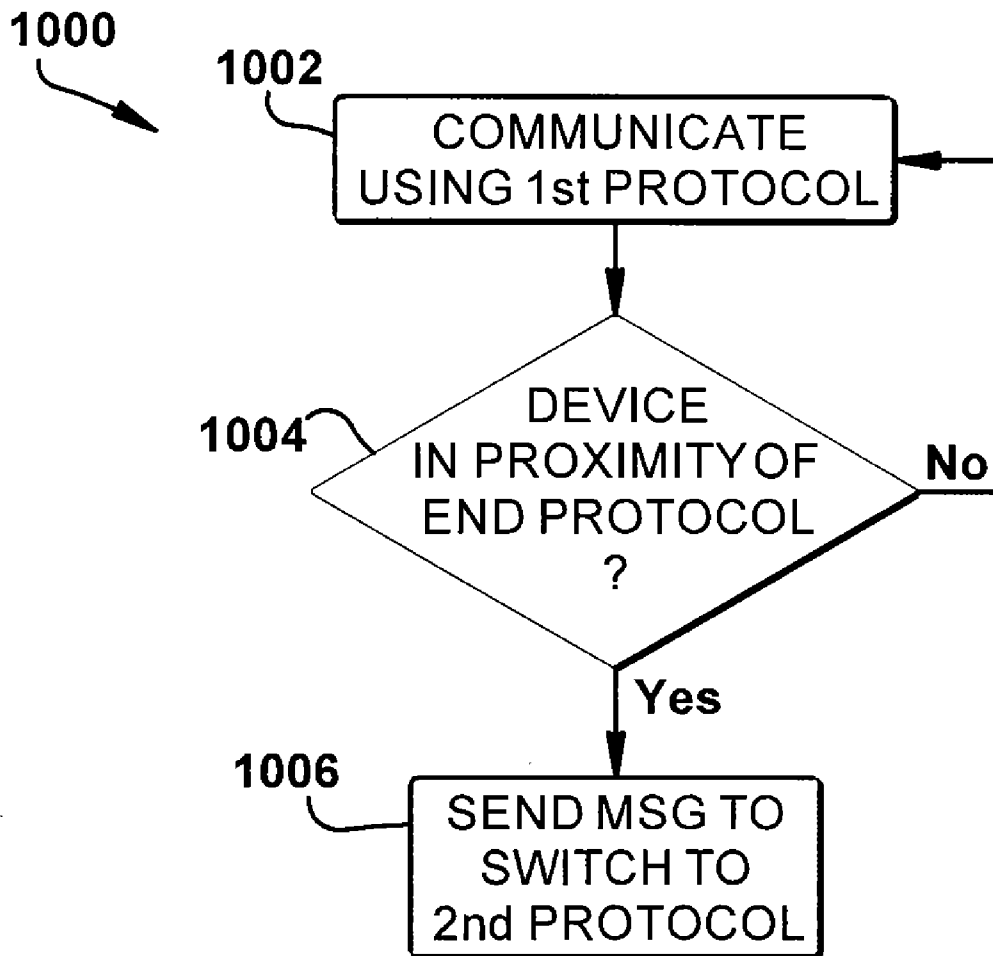 1000
1002
COMMUNICATE
USING 1st PROTOCOL
1004
DEVICE
IN PROXIMITY OF
END PROTOCOL
?
No
Yes
1006
SEND MSG TO
SWITCH TO
2nd PROTOCOL